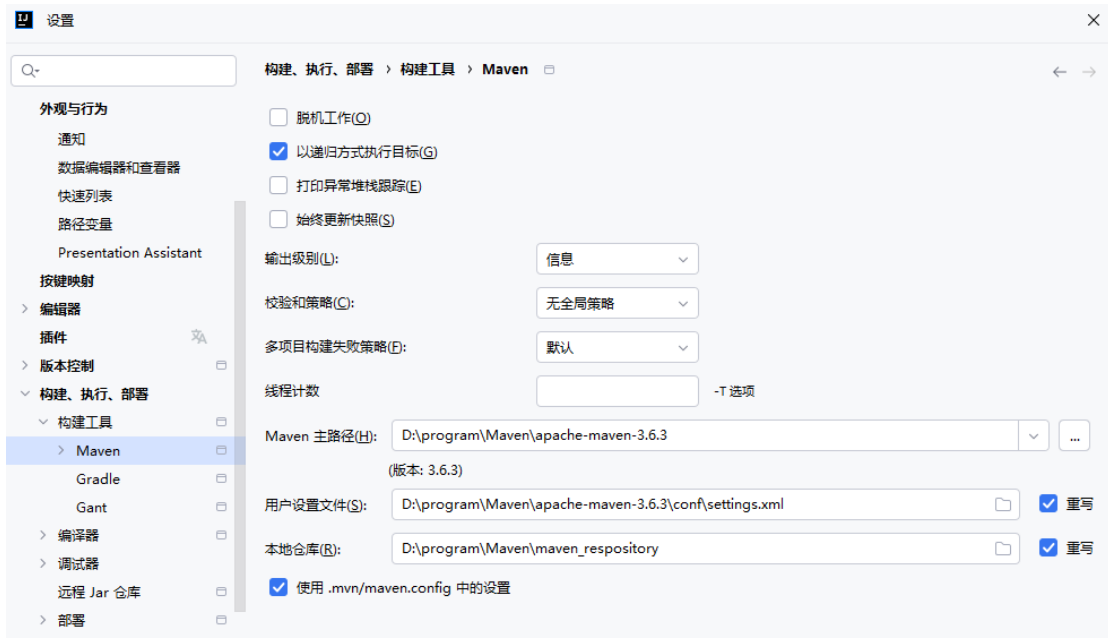 设置
外观与行为
通知
数据编辑器和查看器
快速列表
路径变量
Presentation Assistant
按键映射
编辑器
插件
版本控制
构建、执行、部署
构建工具
Maven
Gradle
Gant
编译器
调试器
远程 Jar 仓库
部署
构建、执行、部署 › 构建工具 › Maven
脱机工作(O)
以递归方式执行目标(G)
打印异常堆栈跟踪(E)
始终更新快照(S)
输出级别(L): 信息
校验和策略(C): 无全局策略
多项目构建失败策略(F): 默认
线程计数 -T 选项
Maven 主路径(H): D:\program\Maven\apache-maven-3.6.3 ...
(版本: 3.6.3)
用户设置文件(S): D:\program\Maven\apache-maven-3.6.3\conf\settings.xml 重写
本地仓库(R): D:\program\Maven\maven_respository 重写
使用 .mvn/maven.config 中的设置